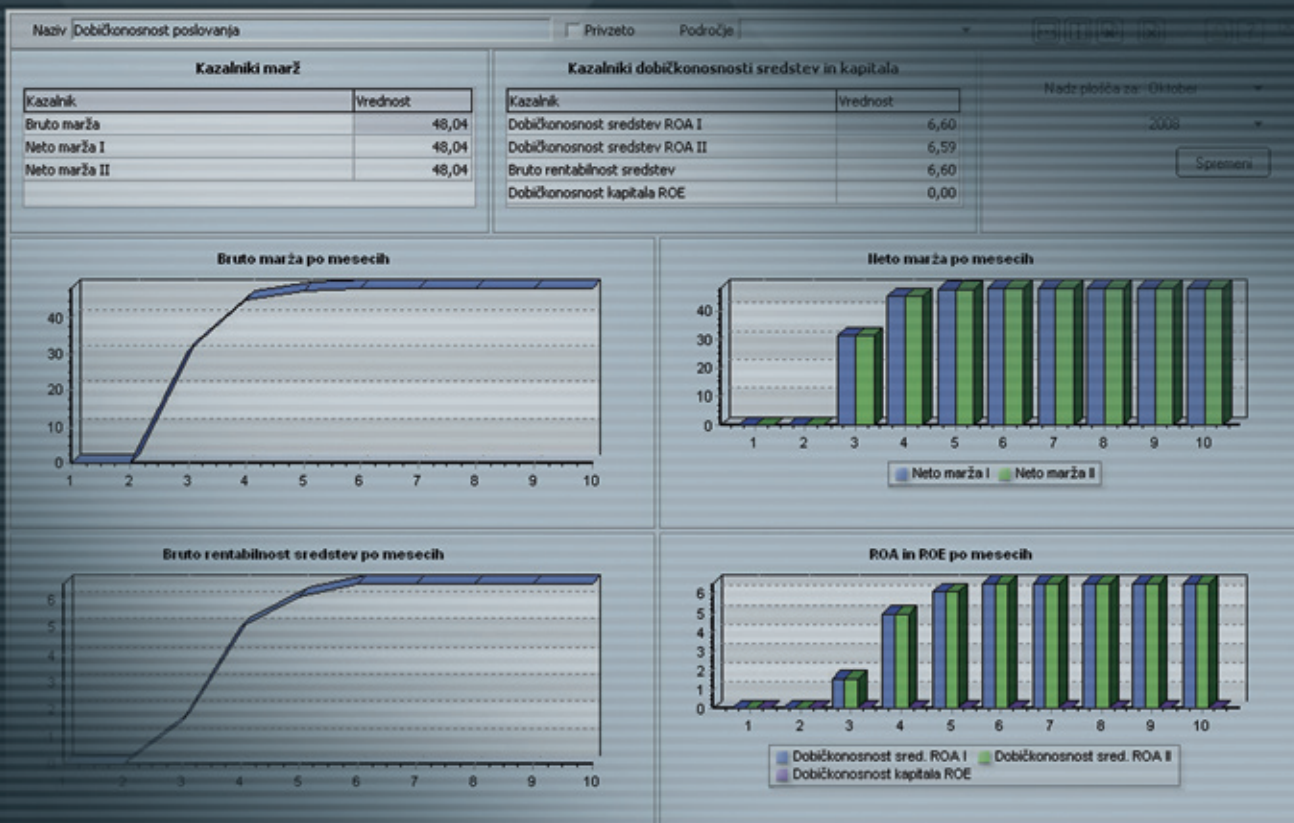 Naziv Dobičkonosnost poslovanja Privzeto Področje
Kazalniki marž
Kazalnik Vrednost
Bruto marža 48,04
Neto marža I 48,04
Neto marža II 48,04
Kazalniki dobičkonosnosti sredstev in kapitala
Kazalnik Vrednost
Dobičkonosnost sredstev ROA I 6,60
Dobičkonosnost sredstev ROA II 6,59
Bruto rentabilnost sredstev 6,60
Dobičkonosnost kapitala ROE 0,00
Nadz plošča za: Oktober
2008
Spremeni
Bruto marža po mesecih
40
30
20
10
0
1 2 3 4 5 6 7 8 9 10
Neto marža po mesecih
40
30
20
10
0
1 2 3 4 5 6 7 8 9 10
Neto marža I Neto marža II
Bruto rentabilnost sredstev po mesecih
6
5
4
3
2
1
0
1 2 3 4 5 6 7 8 9 10
ROA in ROE po mesecih
6
5
4
3
2
1
0
1 2 3 4 5 6 7 8 9 10
Dobičkonosnost sred. ROA I Dobičkonosnost sred. ROA II
Dobičkonosnost kapitala ROE